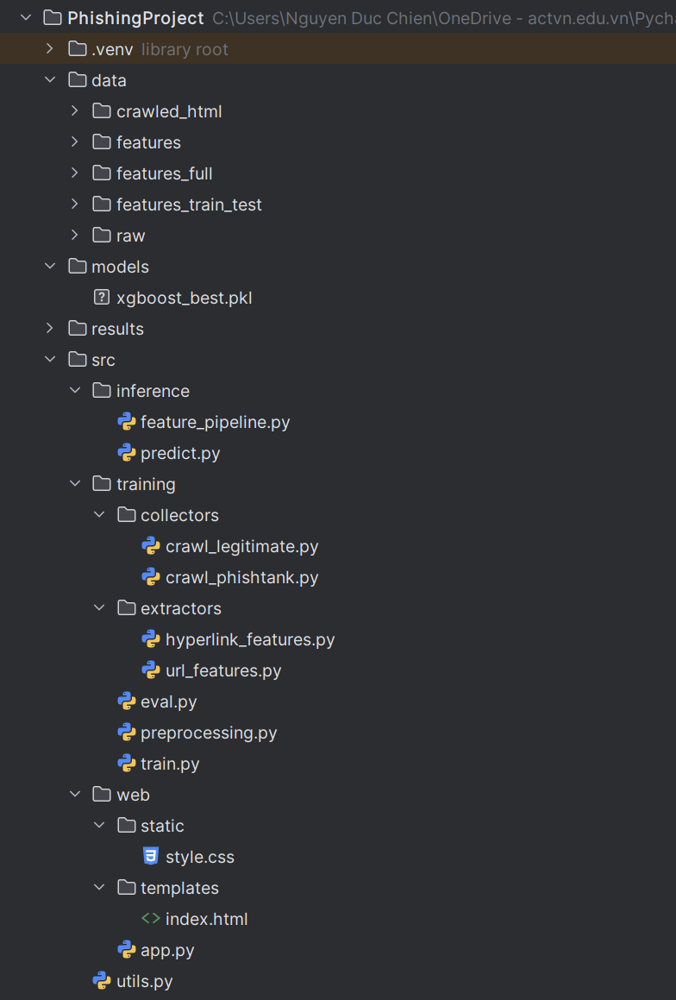 PhishingProject C:\Users\Nguyen Duc Chien\OneDrive - actvn.edu.vn\Pych
.venv library root
data
crawled_html
features
features_full
features_train_test
raw
models
xgboost_best.pkl
results
src
inference
feature_pipeline.py
predict.py
training
collectors
crawl_legitimate.py
crawl_phishtank.py
extractors
hyperlink_features.py
url_features.py
eval.py
preprocessing.py
train.py
web
static
style.css
templates
index.html
app.py
utils.py